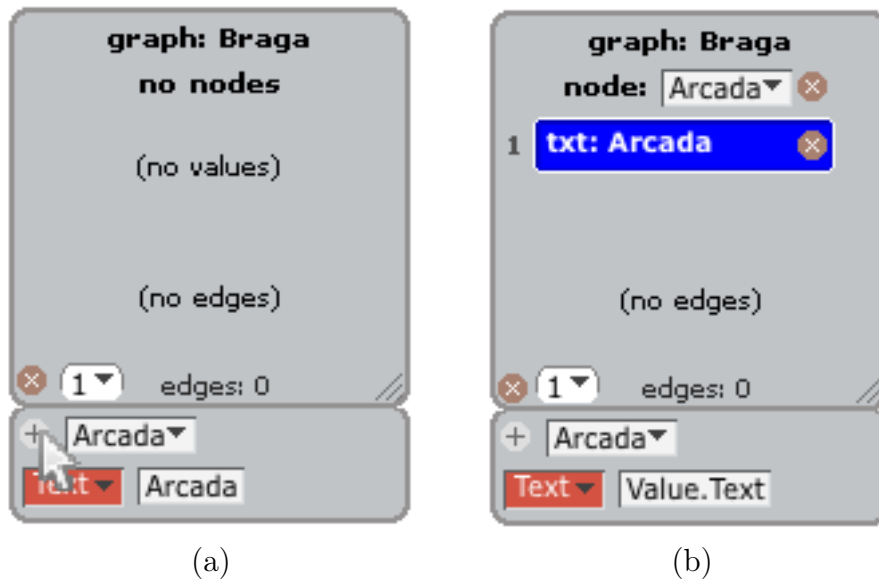 graph: Braga
no nodes
(no values)
(no edges)
1
edges: 0
+ Arcada
Text Arcada
(a)
graph: Braga
node: Arcada
1 txt: Arcada
(no edges)
1
edges: 0
+ Arcada
Text Value.Text
(b)